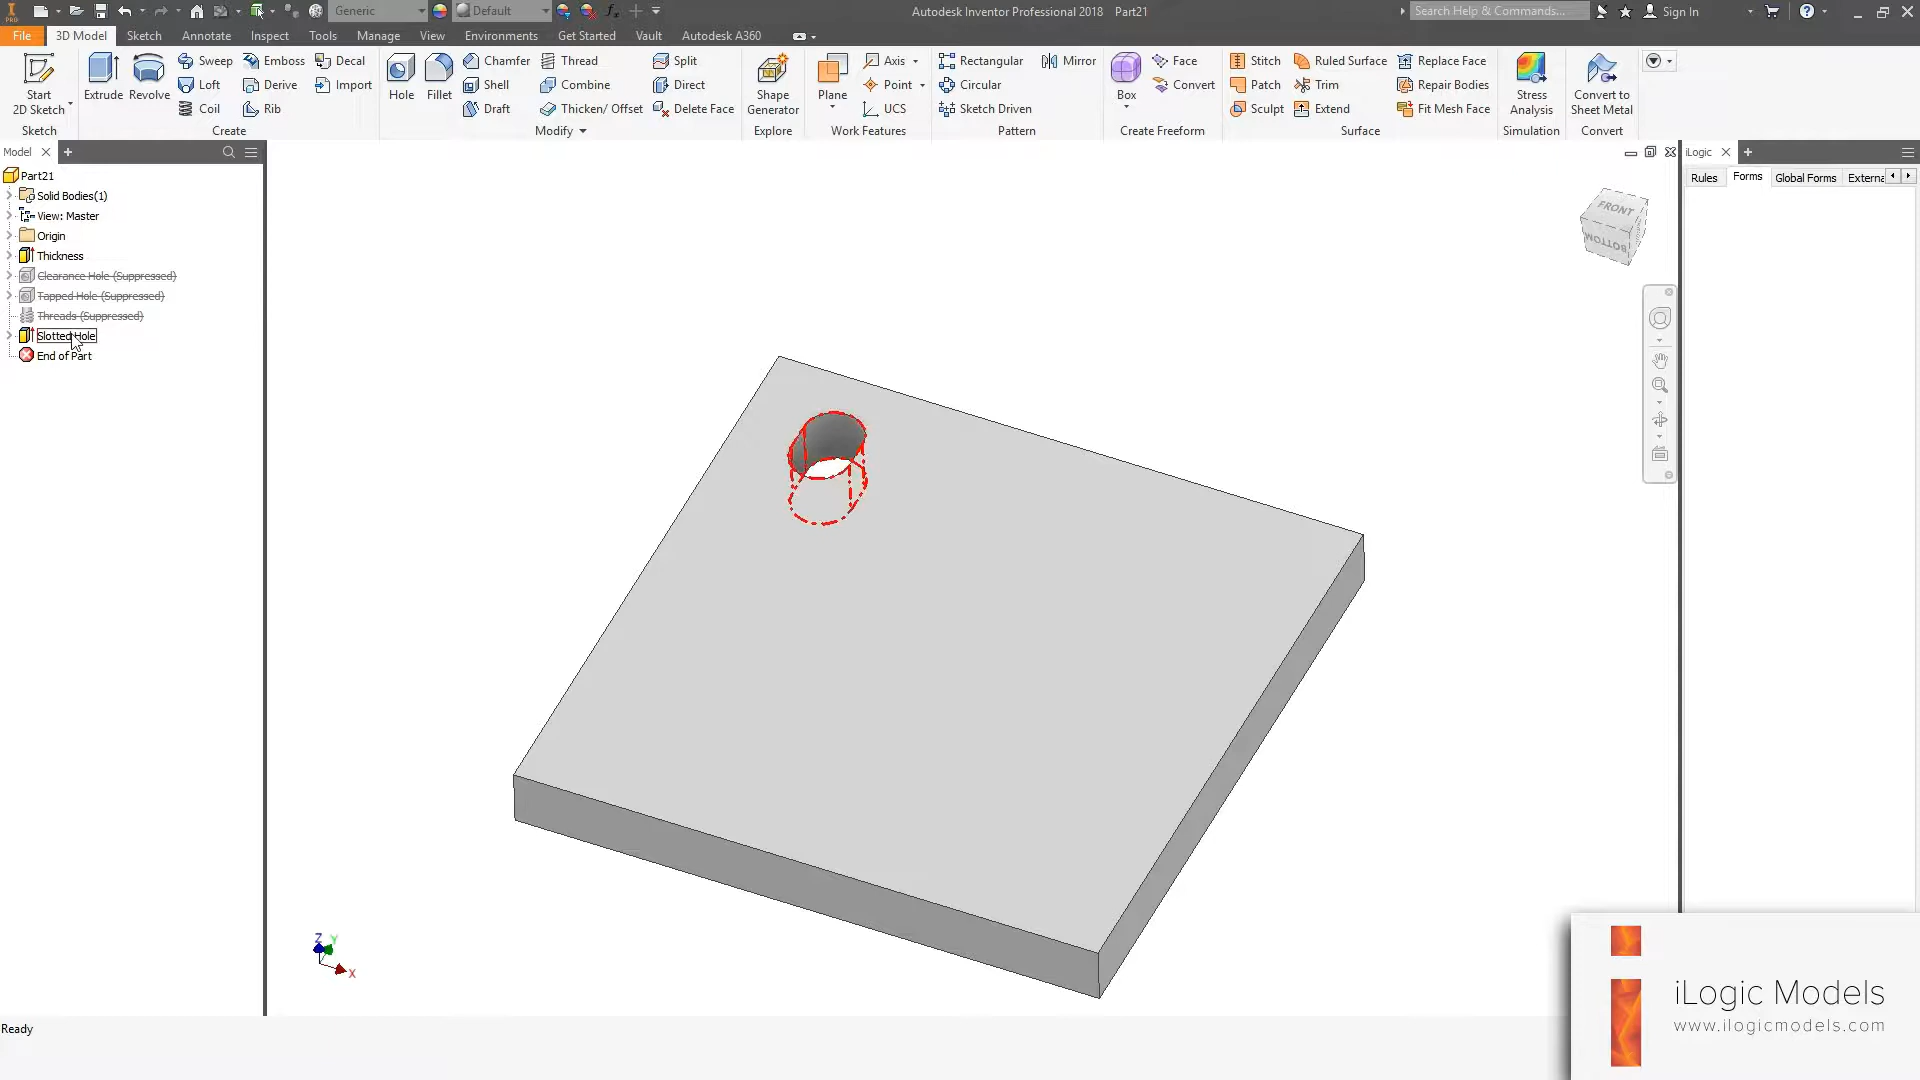 Generic
Default
Autodesk Inventor Professional 2018 Part21
Search Help & Commands...
Sign In
PRO
File
3D Model
Sketch
Annotate
Inspect
Tools
Manage
View
Environments
Get Started
Vault
Autodesk A360
Start
2D Sketch
Sketch
Extrude
Revolve
Sweep
Loft
Coil
Emboss
Derive
Rib
Decal
Import
Create
Hole
Fillet
Chamfer
Shell
Draft
Thread
Combine
Thicken/ Offset
Split
Direct
Delete Face
Modify
Shape
Generator
Explore
Plane
Axis
Point
UCS
Work Features
Rectangular
Circular
Sketch Driven
Mirror
Pattern
Box
Face
Convert
Create Freeform
Stitch
Patch
Sculpt
Ruled Surface
Trim
Extend
Replace Face
Repair Bodies
Fit Mesh Face
Surface
Stress
Analysis
Simulation
Convert to
Sheet Metal
Convert
Model
Part21
Solid Bodies(1)
View: Master
Origin
Thickness
Clearance Hole (Suppressed)
Tapped Hole (Suppressed)
Threads (Suppressed)
Slotted Hole
End of Part
iLogic
Rules
Forms
Global Forms
Externa
FRONT
BOTTOM
Z
Y
X
Ready
iLogic Models
www.ilogicmodels.com